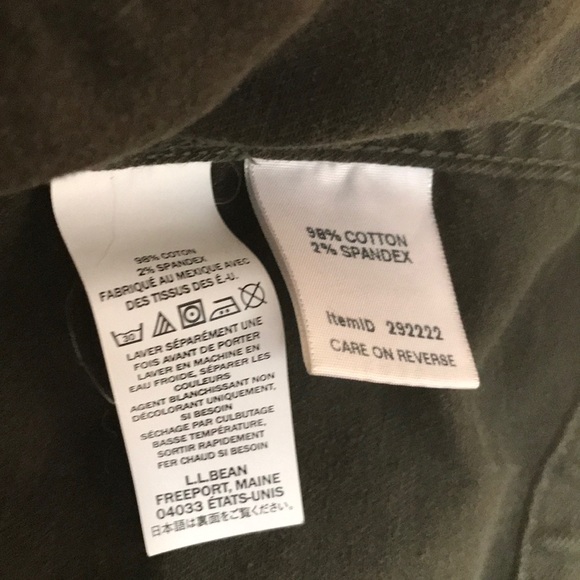 98% COTON
2% SPANDEX
FABRIQUÉ AU MEXIQUE AVEC
DES TISSUS DES É.-U.
30
LAVER SÉPARÉMENT UNE
FOIS AVANT DE PORTER
LAVER EN MACHINE EN
EAU FROIDE, SÉPARER LES
COULEURS
AGENT BLANCHISSANT NON
DÉCOLORANT UNIQUEMENT,
SI BESOIN
SÉCHAGE PAR CULBUTAGE
BASSE TEMPÉRATURE,
SORTIR RAPIDEMENT
FER CHAUD SI BESOIN
L.L.BEAN
FREEPORT, MAINE
04033 ÉTATS-UNIS
日本語は裏面をご覧ください。
98% COTTON
2% SPANDEX
ItemID 292222
CARE ON REVERSE